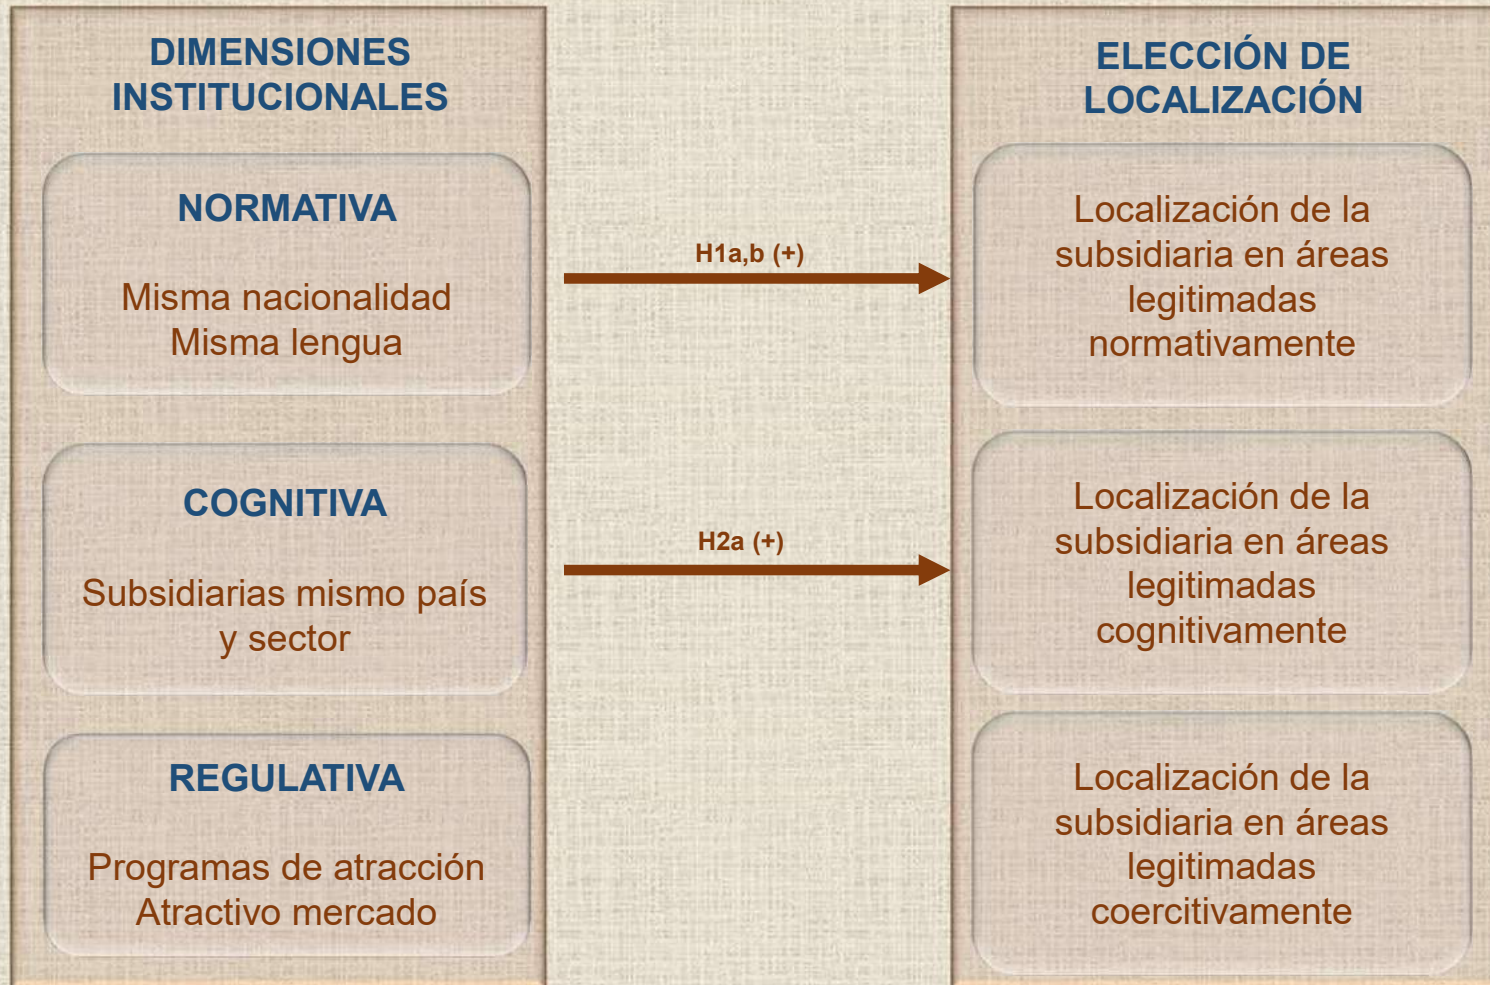 DIMENSIONES
INSTITUCIONALES
NORMATIVA
Misma nacionalidad
Misma lengua
COGNITIVA
Subsidiarias mismo país
y sector
REGULATIVA
Programas de atracción
Atractivo mercado
H1a,b (+)
H2a (+)
ELECCIÓN DE
LOCALIZACIÓN
Localización de la
subsidiaria en áreas
legitimadas
normativamente
Localización de la
subsidiaria en áreas
legitimadas
cognitivamente
Localización de la
subsidiaria en áreas
legitimadas
coercitivamente